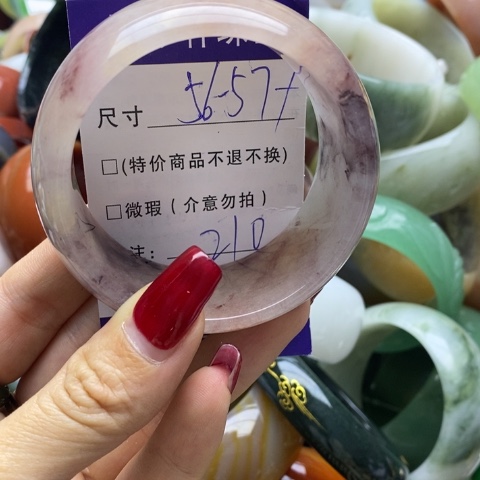 尺寸 56-57+
□(特价商品不退不换)
□微瑕（介意勿拍）
注: 210